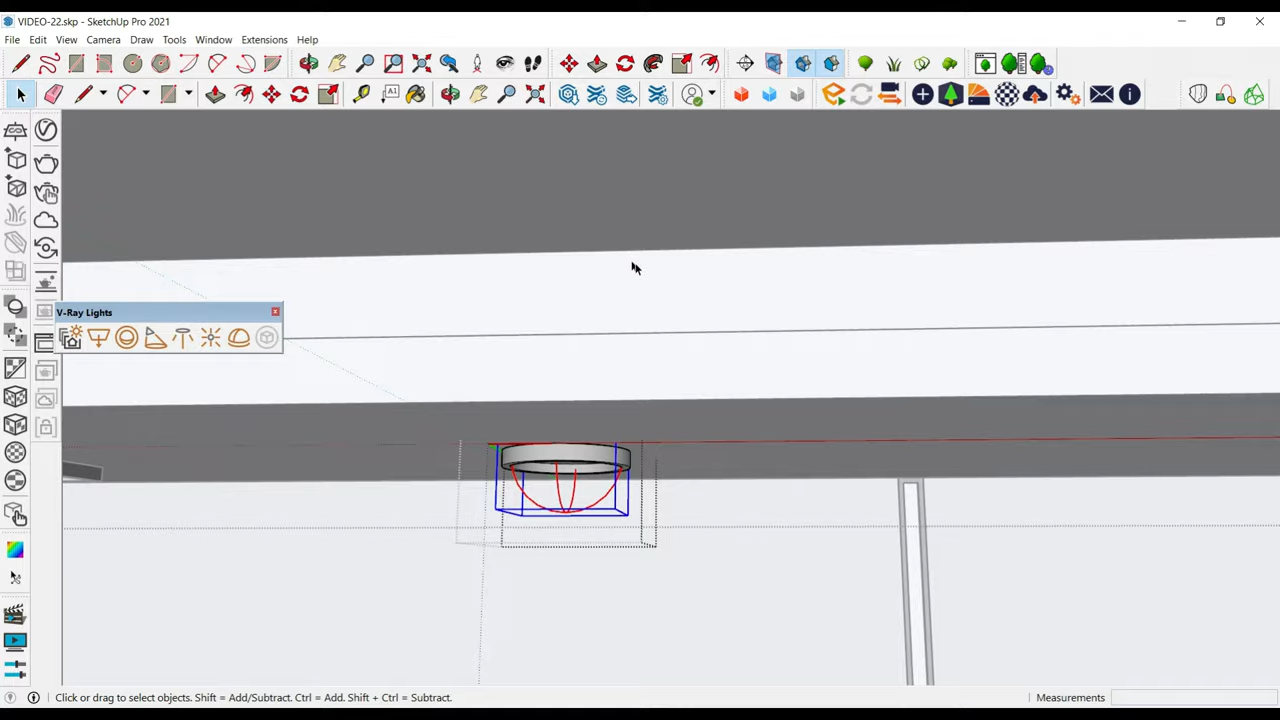 VIDEO-22.skp - SketchUp Pro 2021
File Edit View Camera Draw Tools Window Extensions Help
V-Ray Lights
Click or drag to select objects. Shift = Add/Subtract. Ctrl = Add. Shift + Ctrl = Subtract.
Measurements